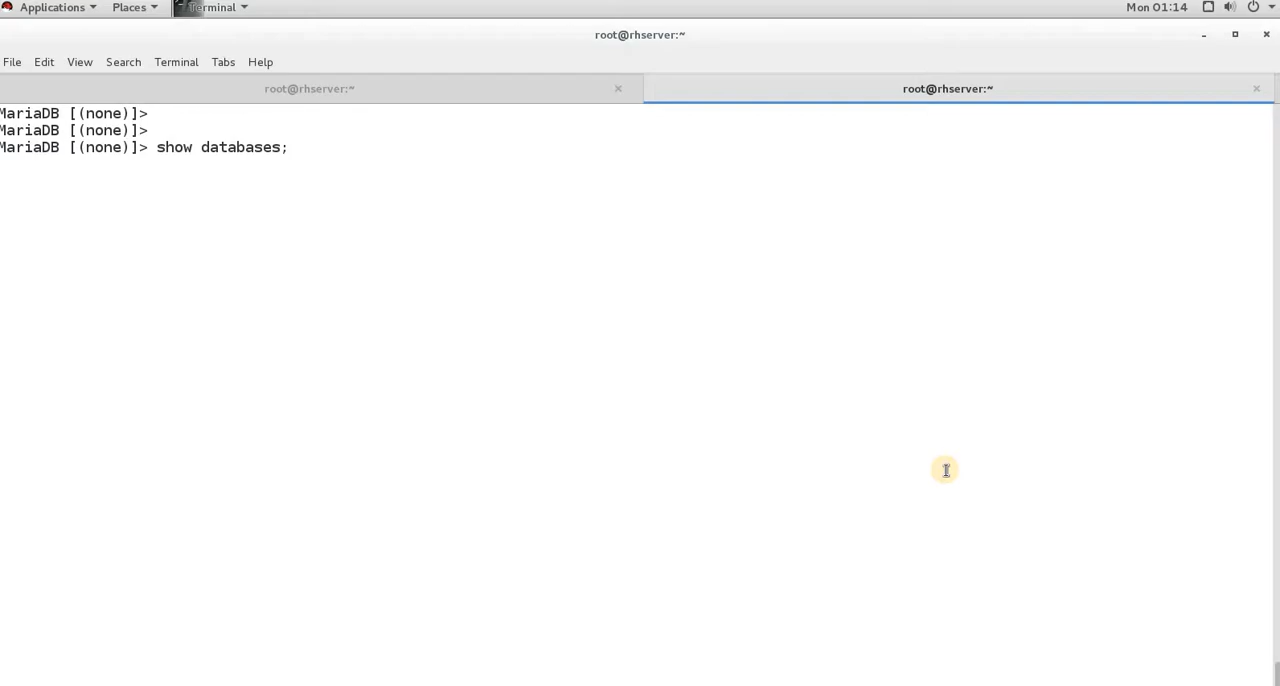 Applications Places Terminal Mon 01:14
root@rhserver:~
File Edit View Search Terminal Tabs Help
root@rhserver:~ root@rhserver:~
MariaDB [(none)]>
MariaDB [(none)]>
MariaDB [(none)]> show databases;